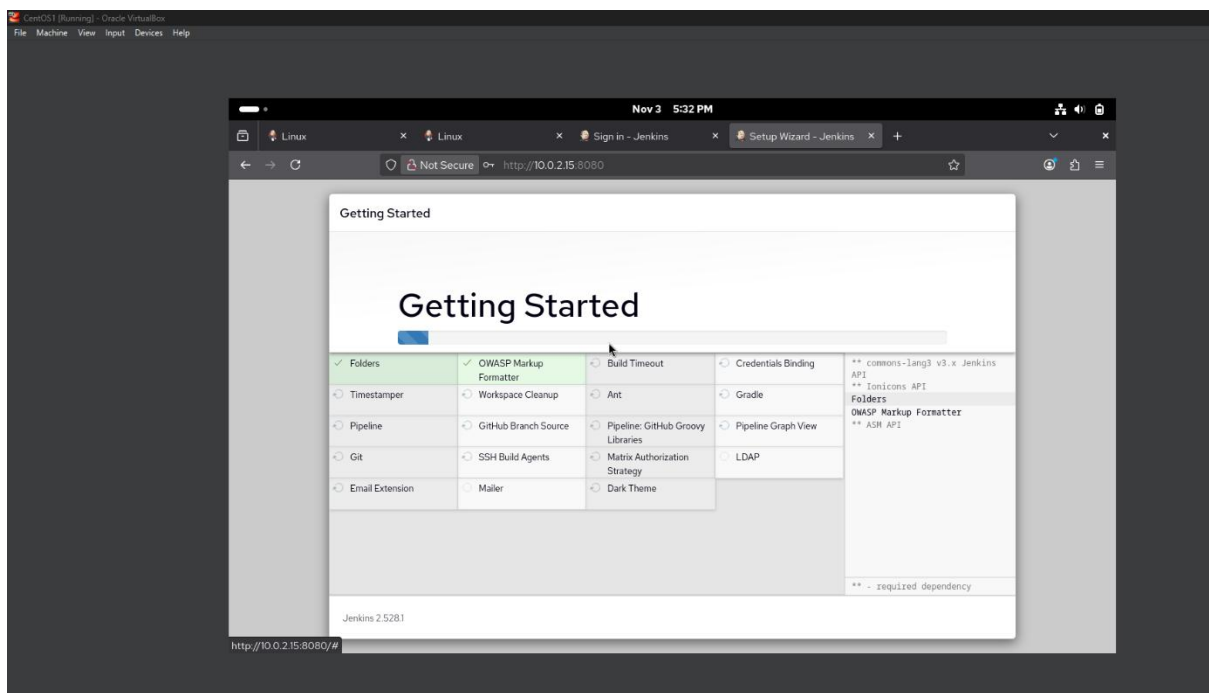 CentOS1 [Running] - Oracle VirtualBox
File Machine View Input Devices Help
Nov 3 5:32 PM
Linux
Linux
Sign in - Jenkins
Setup Wizard - Jenkins
Not Secure http://10.0.2.15:8080
Getting Started
Getting Started
Folders
OWASP Markup
Formatter
Build Timeout
Credentials Binding
Timestamper
Workspace Cleanup
Ant
Gradle
Pipeline
GitHub Branch Source
Pipeline: GitHub Groovy
Libraries
Pipeline Graph View
Git
SSH Build Agents
Matrix Authorization
Strategy
LDAP
Email Extension
Mailer
Dark Theme
** commons-lang3 v3.x Jenkins
API
** Ionicons API
Folders
OWASP Markup Formatter
** ASM API
** - required dependency
Jenkins 2.528.1
http://10.0.2.15:8080/#